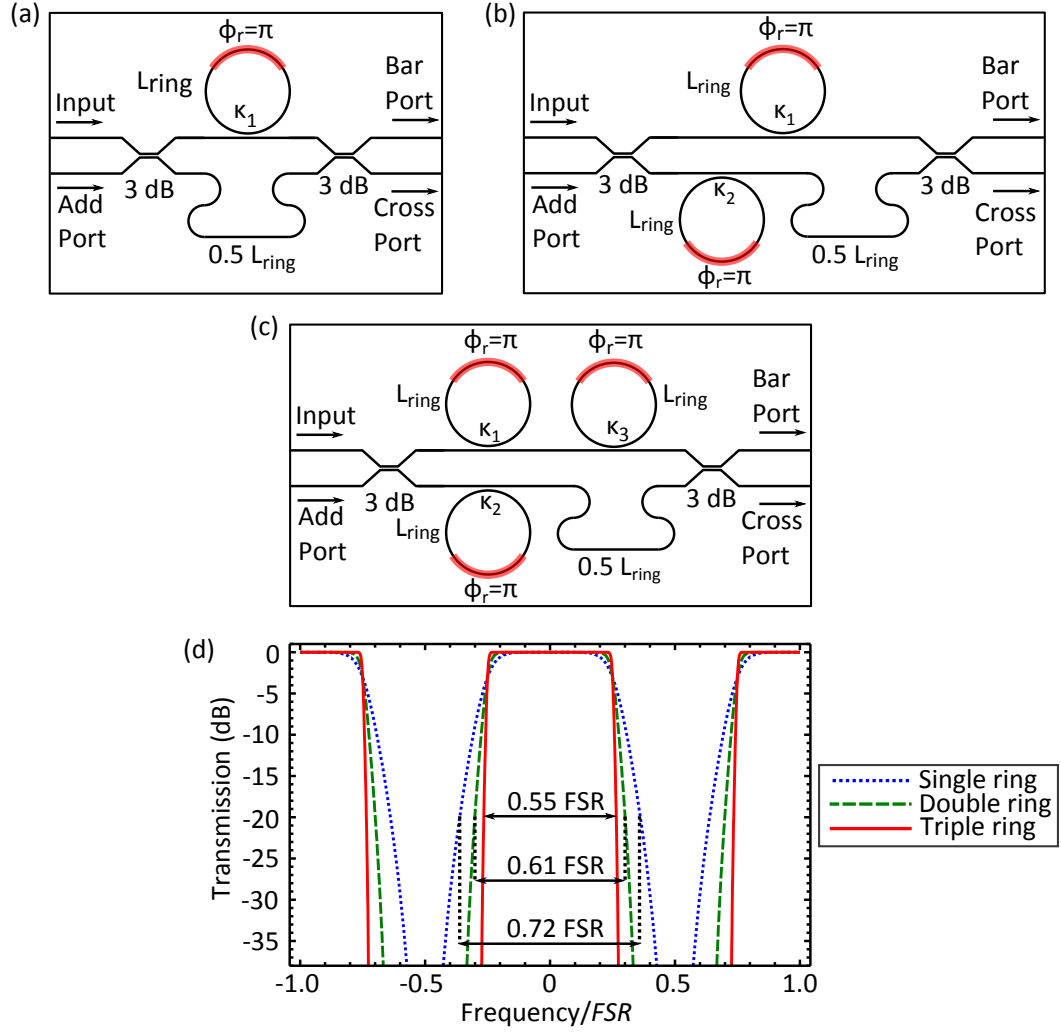 (a)
ϕr=π
Lring
κ1
Input
Bar
Port
3 dB
3 dB
Add
Port
Cross
Port
0.5 Lring
(b)
ϕr=π
Lring
κ1
Input
Bar
Port
3 dB
3 dB
κ2
Lring
Add
Port
Cross
Port
ϕr=π
0.5 Lring
(c)
ϕr=π
ϕr=π
Lring
κ1
κ3
Lring
Input
Bar
Port
3 dB
3 dB
κ2
Lring
Add
Port
Cross
Port
ϕr=π
0.5 Lring
(d)
Transmission (dB)
0
-5
-10
-15
-20
-25
-30
-35
0.55 FSR
0.61 FSR
0.72 FSR
-1.0
-0.5
0
0.5
1.0
Frequency/FSR
Single ring
Double ring
Triple ring